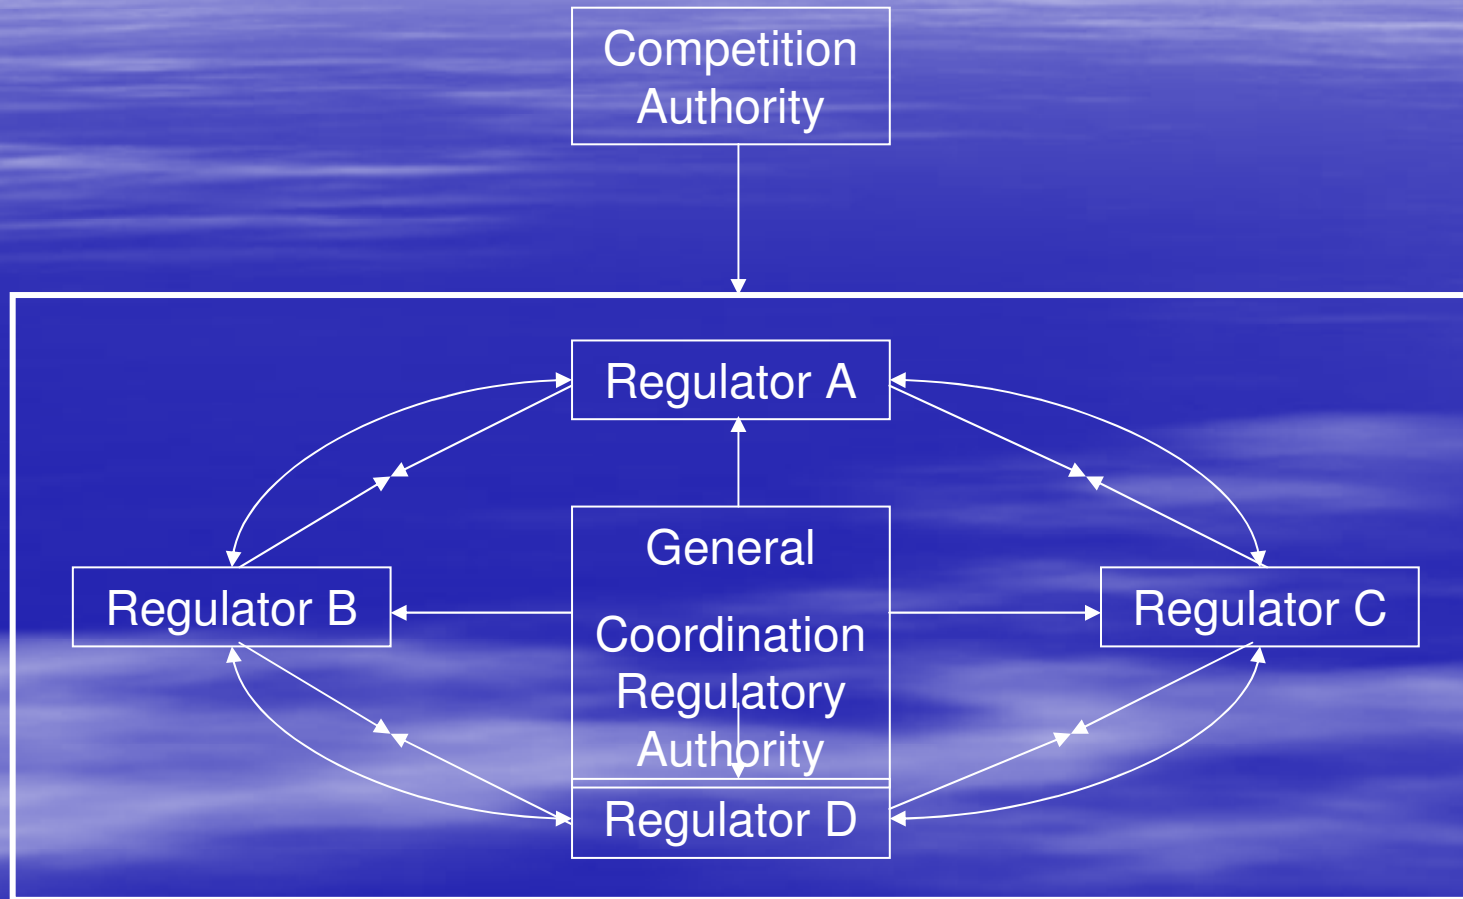 Competition
Authority
Regulator A
General
Coordination
Regulatory
Authority
Regulator B
Regulator C
Regulator D